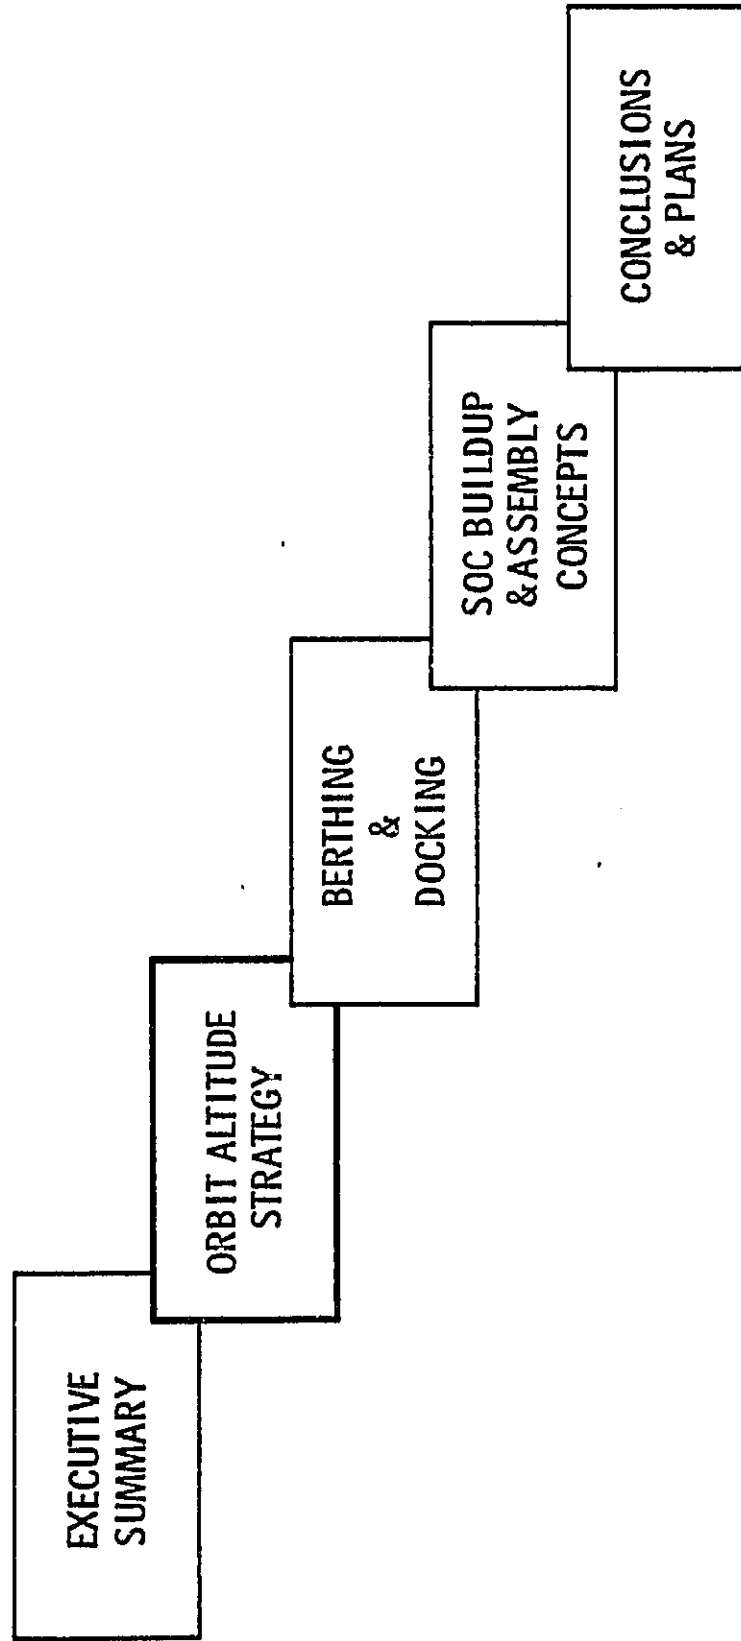 EXECUTIVE
SUMMARY
ORBIT ALTITUDE
STRATEGY
BERTHING
&
DOCKING
SOC BUILDUP
&ASSEMBLY
CONCEPTS
CONCLUSIONS
& PLANS